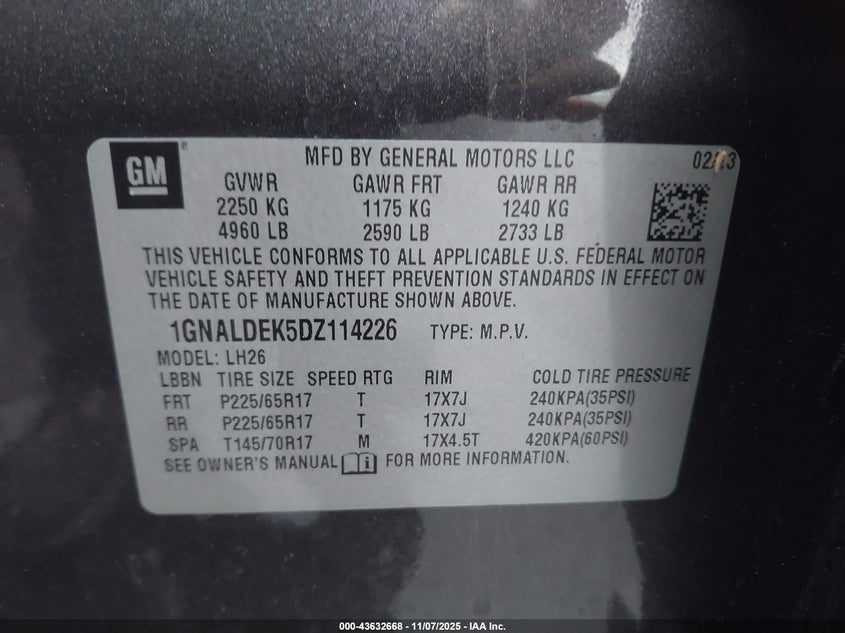 GM
MFD BY GENERAL MOTORS LLC
GVWR GAWR FRT GAWR RR
2250 KG 1175 KG 1240 KG
4960 LB 2590 LB 2733 LB
THIS VEHICLE CONFORMS TO ALL APPLICABLE U.S. FEDERAL MOTOR
VEHICLE SAFETY AND THEFT PREVENTION STANDARDS IN EFFECT ON
THE DATE OF MANUFACTURE SHOWN ABOVE.
1GNALDEK5DZ114226 TYPE: M.P.V.
MODEL: LH26
LBBN TIRE SIZE SPEED RTG RIM COLD TIRE PRESSURE
FRT P225/65R17 T 17X7J 240KPA(35PSI)
RR P225/65R17 T 17X7J 240KPA(35PSI)
SPA T145/70R17 M 17X4.5T 420KPA(60PSI)
SEE OWNER'S MANUAL FOR MORE INFORMATION.
000-43632668 - 11/07/2025 - IAA Inc.